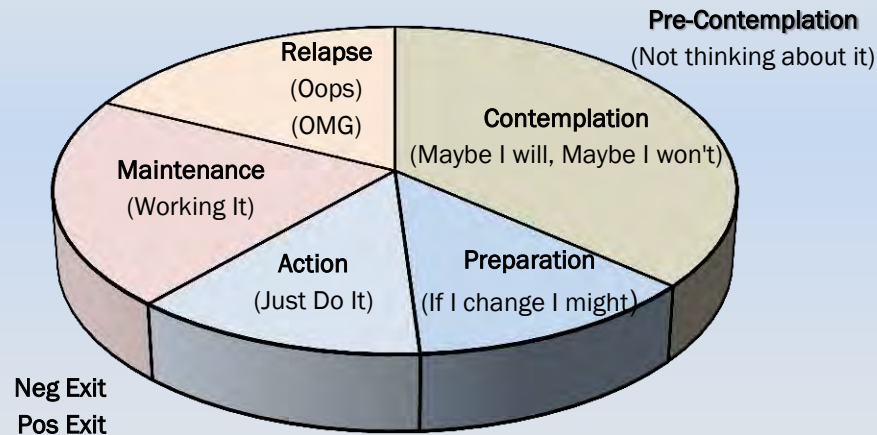 Pre-Contemplation
(Not thinking about it)
Relapse
(Oops)
(OMG)
Contemplation
(Maybe I will, Maybe I won't)
Maintenance
(Working It)
Action
(Just Do It)
Preparation
(If I change I might)
Neg Exit
Pos Exit